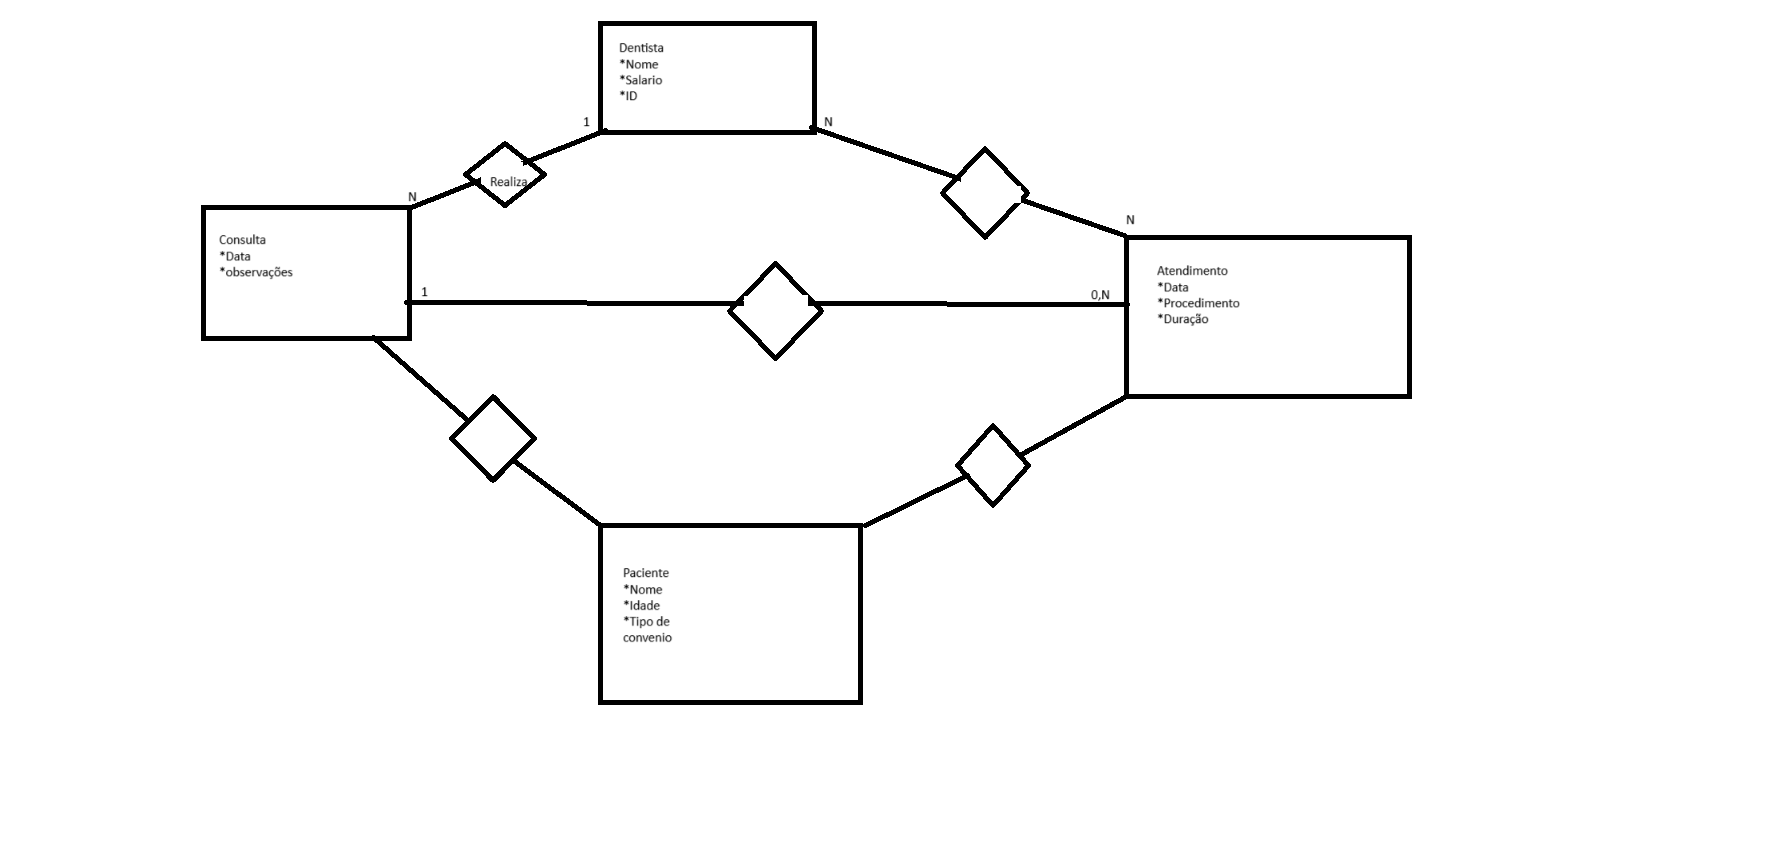 Dentista
*Nome
*Salario
*ID
1
N
Realiza
N
N
Consulta
*Data
*observações
1
0,N
Atendimento
*Data
*Procedimento
*Duração
Paciente
*Nome
*Idade
*Tipo de
convenio